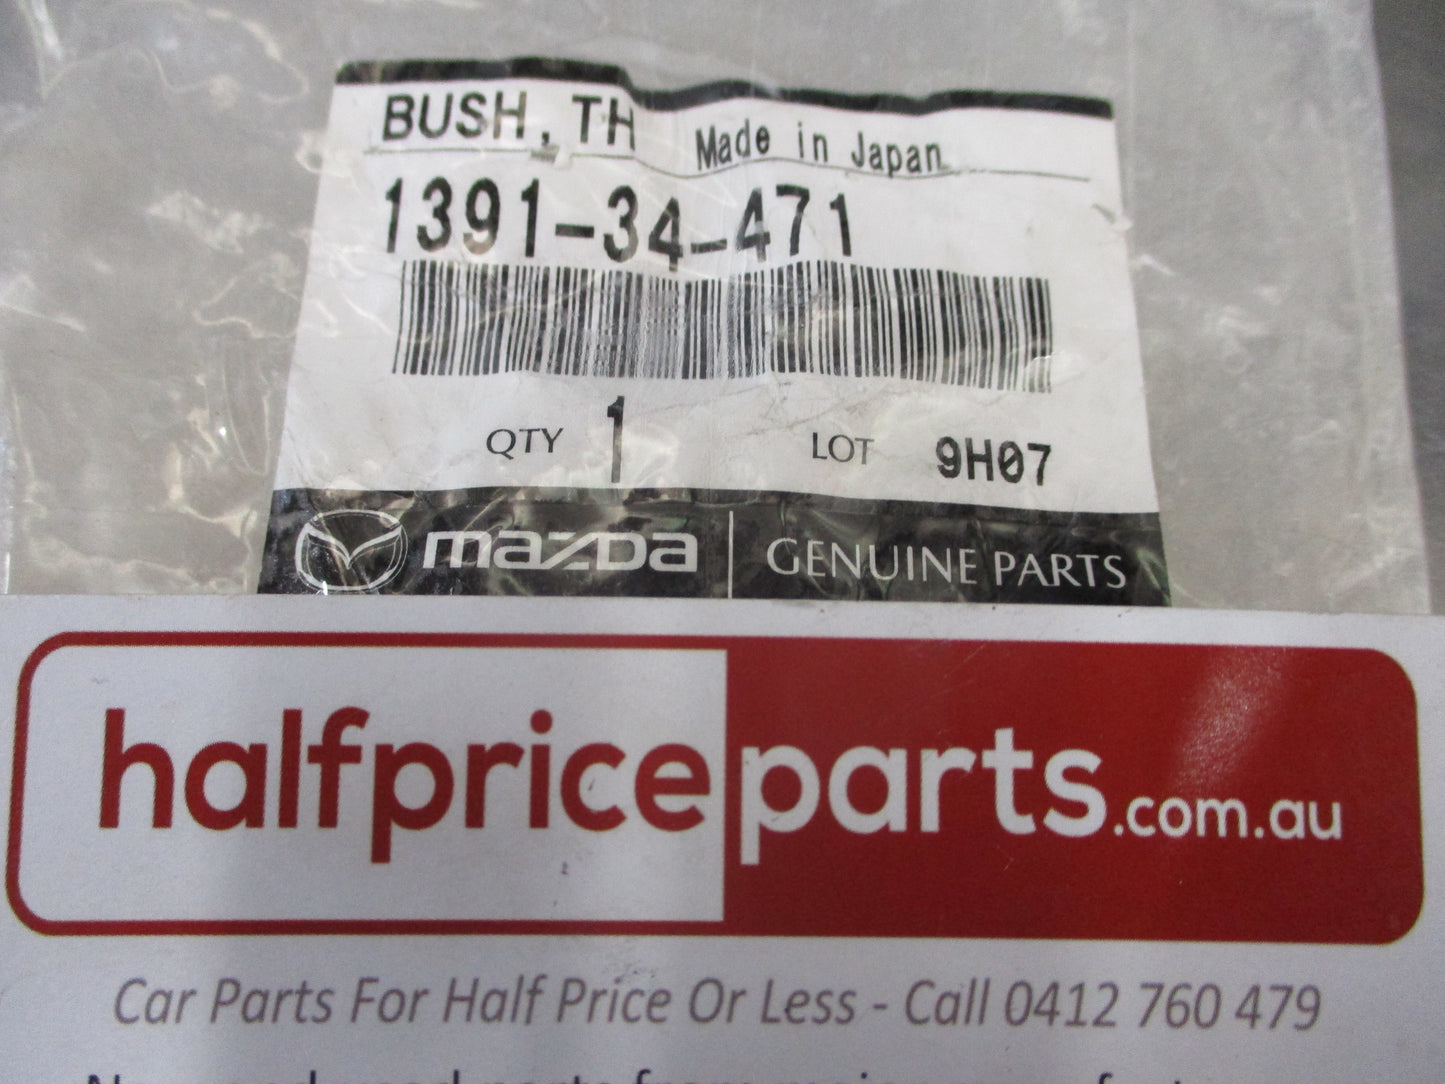 BUSH, TH Made in Japan
1391-34-471
QTY 1 LOT 9H07
mazda GENUINE PARTS
halfpriceparts.com.au
Car Parts For Half Price Or Less - Call 0412 760 479